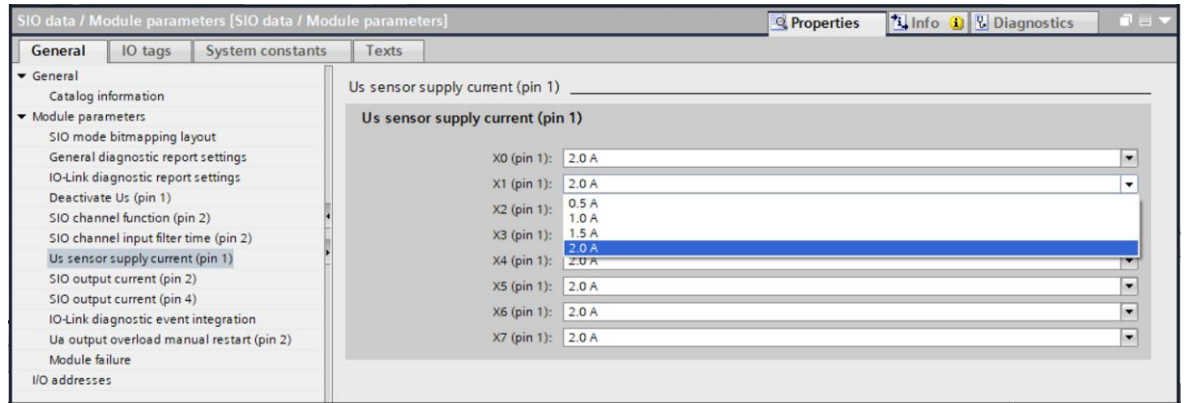 SIO data / Module parameters [SIO data / Module parameters]
Properties
Info
Diagnostics
General
IO tags
System constants
Texts
General
Catalog information
Module parameters
SIO mode bitmapping layout
General diagnostic report settings
IO-Link diagnostic report settings
Deactivate Us (pin 1)
SIO channel function (pin 2)
SIO channel input filter time (pin 2)
Us sensor supply current (pin 1)
SIO output current (pin 2)
SIO output current (pin 4)
IO-Link diagnostic event integration
Ua output overload manual restart (pin 2)
Module failure
I/O addresses
Us sensor supply current (pin 1)
Us sensor supply current (pin 1)
X0 (pin 1): 2.0 A
X1 (pin 1): 2.0 A
0.5 A
1.0 A
1.5 A
2.0 A
X2 (pin 1):
X3 (pin 1):
X4 (pin 1): 2.0 A
X5 (pin 1): 2.0 A
X6 (pin 1): 2.0 A
X7 (pin 1): 2.0 A